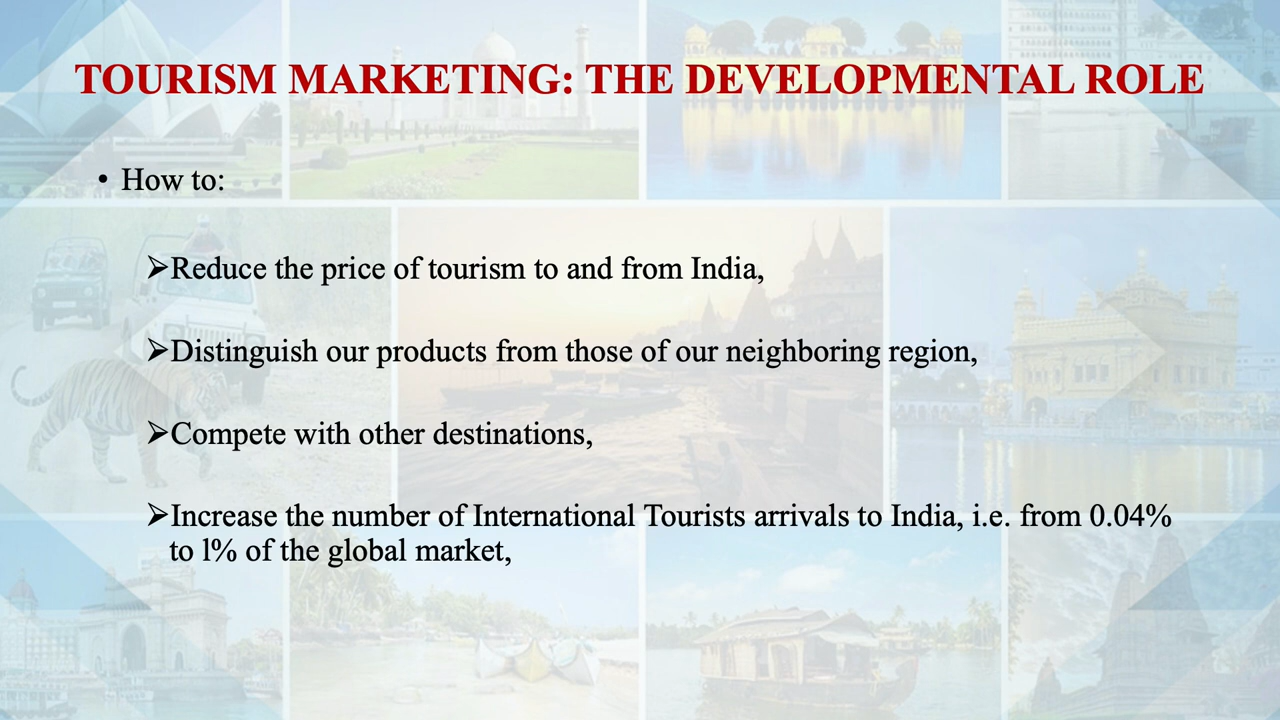 TOURISM MARKETING: THE DEVELOPMENTAL ROLE
• How to:
➢Reduce the price of tourism to and from India,
➢Distinguish our products from those of our neighboring region,
➢Compete with other destinations,
➢Increase the number of International Tourists arrivals to India, i.e. from 0.04%
to l% of the global market,